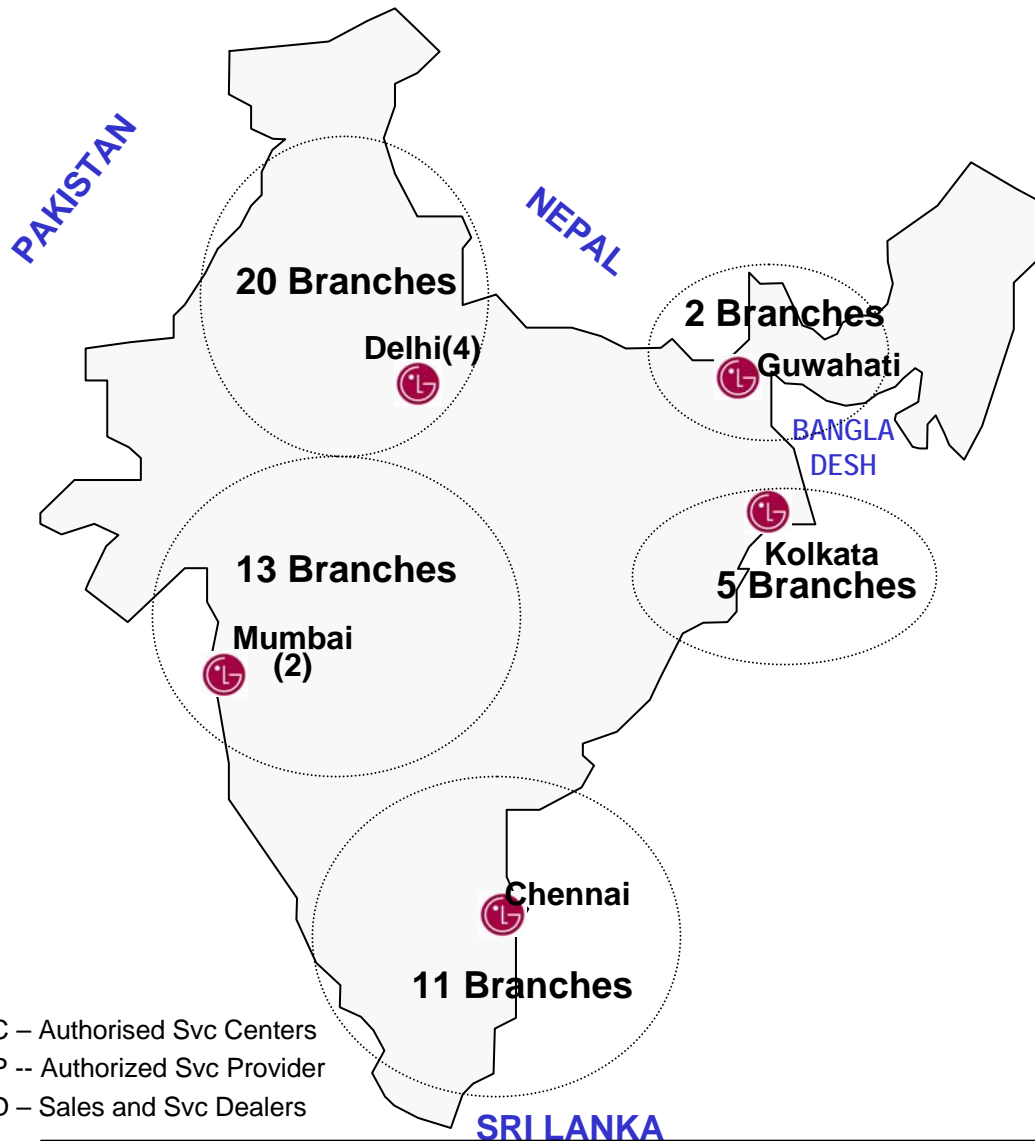 PAKISTAN
NEPAL
20 Branches
2 Branches
Delhi(4)
Guwahati
BANGLA
DESH
Kolkata
5 Branches
13 Branches
Mumbai
(2)
Chennai
11 Branches
C – Authorised Svc Centers
P -- Authorized Svc Provider
D – Sales and Svc Dealers
SRI LANKA